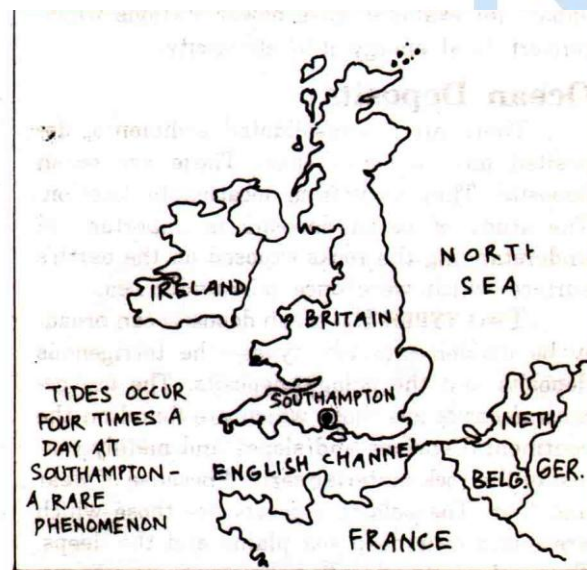 NORTH
SEA
IRELAND
BRITAIN
SOUTHAMPTON
TIDES OCCUR
FOUR TIMES A
DAY
SOUTHAMPTON -
A RARE
PHENOMENON
ENGLISH CHANNEL
NETH.
BELG.
GER.
FRANCE